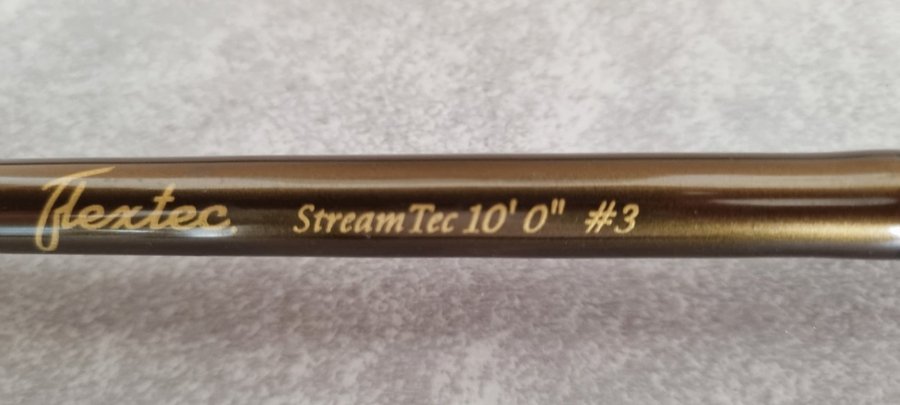 Flextec StreamTec 10' 0" #3